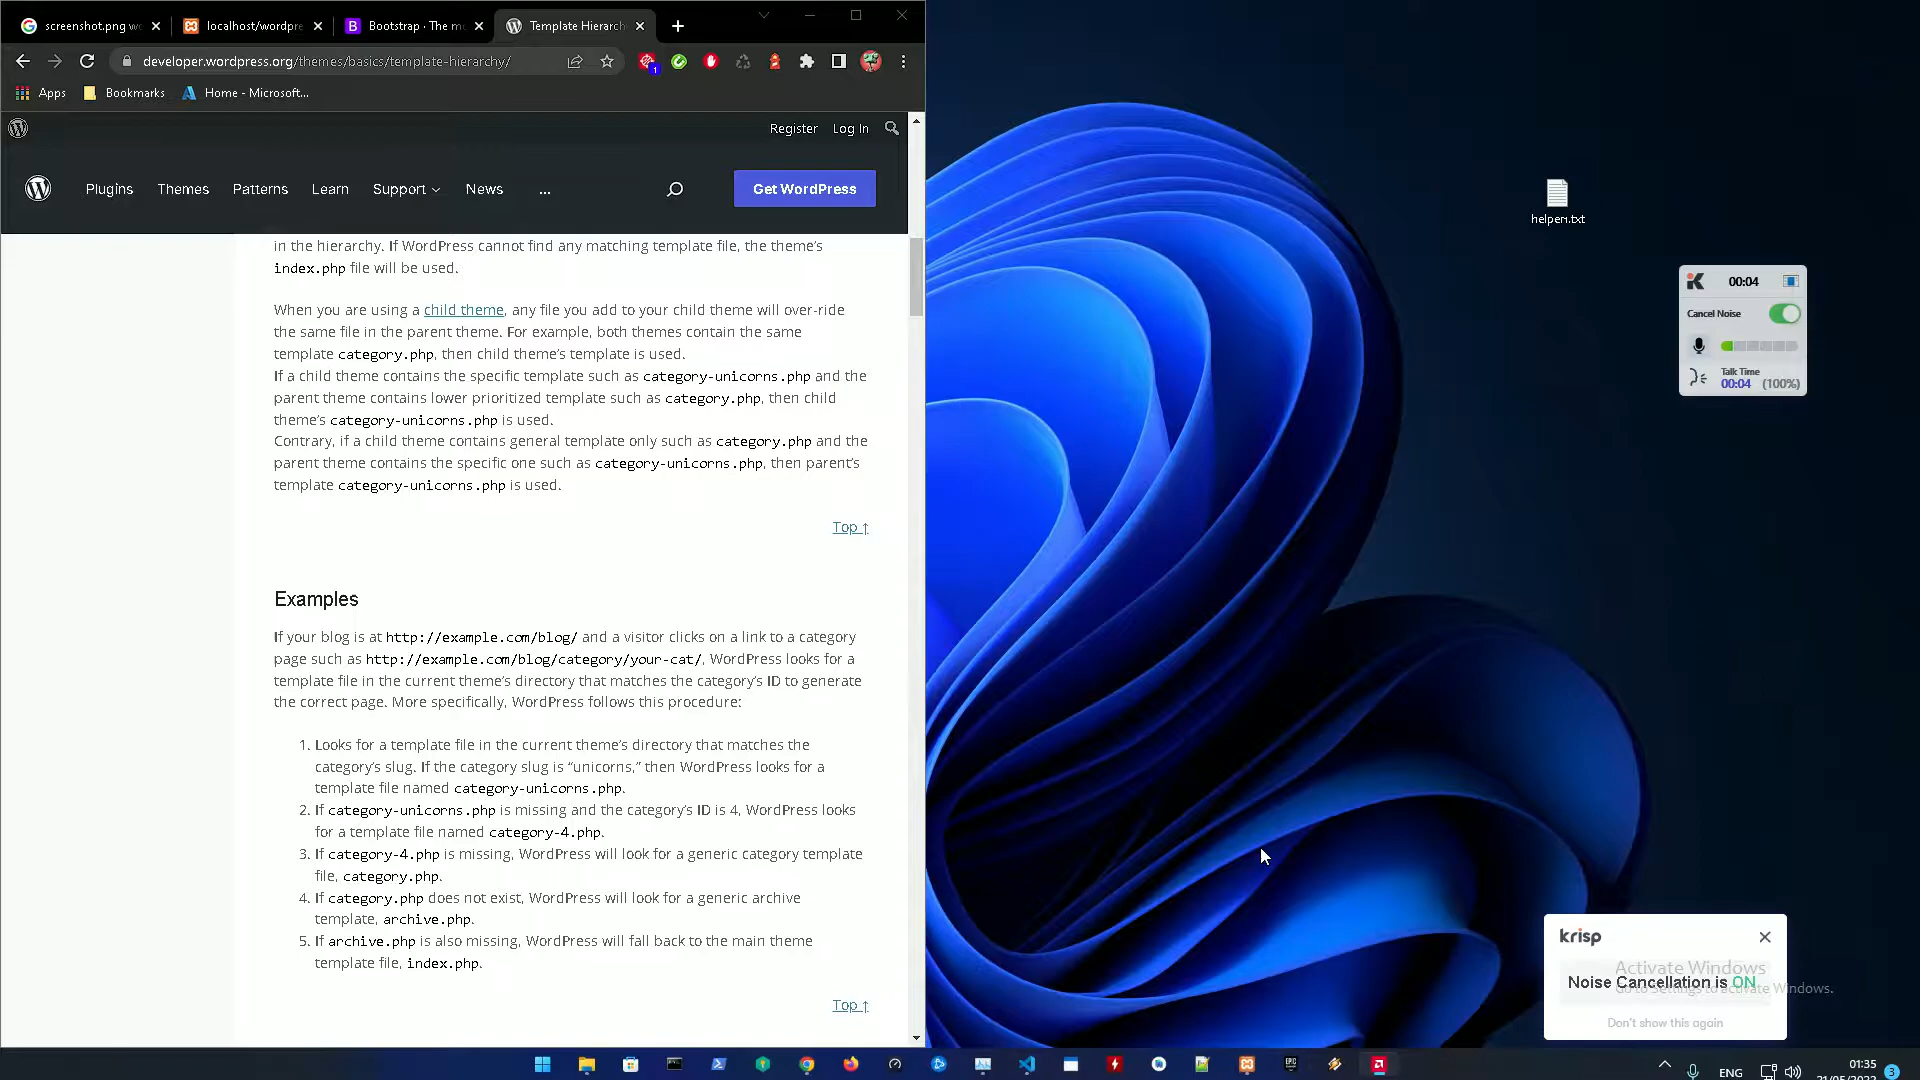 screenshot.png wo
localhost/wordpre
Bootstrap · The mo
Template Hierarch
developer.wordpress.org/themes/basics/template-hierarchy/
1
Apps
Bookmarks
Home - Microsoft...
Register
Log In
Plugins
Themes
Patterns
Learn
Support
News
...
Get WordPress
in the hierarchy. If WordPress cannot find any matching template file, the theme’s
index.php file will be used.
When you are using a child theme, any file you add to your child theme will over-ride
the same file in the parent theme. For example, both themes contain the same
template category.php, then child theme’s template is used.
If a child theme contains the specific template such as category-unicorns.php and the
parent theme contains lower prioritized template such as category.php, then child
theme’s category-unicorns.php is used.
Contrary, if a child theme contains general template only such as category.php and the
parent theme contains the specific one such as category-unicorns.php, then parent’s
template category-unicorns.php is used.
Top ↑
Examples
If your blog is at http://example.com/blog/ and a visitor clicks on a link to a category
page such as http://example.com/blog/category/your-cat/, WordPress looks for a
template file in the current theme’s directory that matches the category’s ID to generate
the correct page. More specifically, WordPress follows this procedure:
1. Looks for a template file in the current theme’s directory that matches the
category’s slug. If the category slug is “unicorns,” then WordPress looks for a
template file named category-unicorns.php.
2. If category-unicorns.php is missing and the category’s ID is 4, WordPress looks
for a template file named category-4.php.
3. If category-4.php is missing, WordPress will look for a generic category template
file, category.php.
4. If category.php does not exist, WordPress will look for a generic archive
template, archive.php.
5. If archive.php is also missing, WordPress will fall back to the main theme
template file, index.php.
Top ↑
helpen.txt
00:04
Cancel Noise
Talk Time
00:04 (100%)
krisp
Activate Windows
Noise Cancellation is ON
Go to Settings to activate Windows.
Don't show this again
EPIC
ENG
01:35
21/05/2022
3